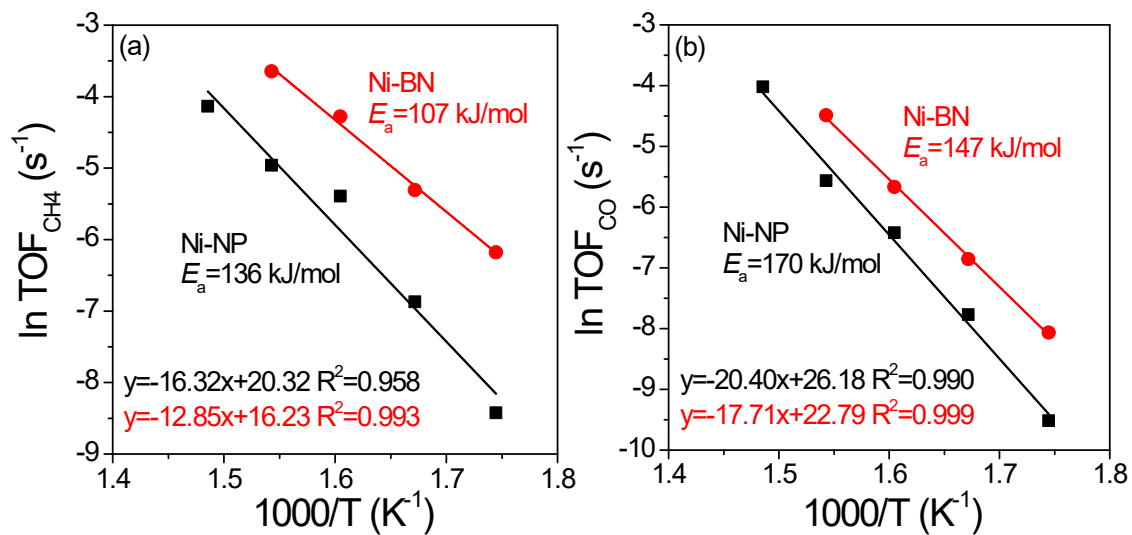 (a)
-3
-4
-5
-6
-7
-8
-9
ln TOF_CH4 (s⁻¹)
Ni-BN
Eₐ=107 kJ/mol
Ni-NP
Eₐ=136 kJ/mol
y=-16.32x+20.32 R²=0.958
y=-12.85x+16.23 R²=0.993
1.4 1.5 1.6 1.7 1.8
1000/T (K⁻¹)
(b)
-3
-4
-5
-6
-7
-8
-9
-10
ln TOF_CO (s⁻¹)
Ni-BN
Eₐ=147 kJ/mol
Ni-NP
Eₐ=170 kJ/mol
y=-20.40x+26.18 R²=0.990
y=-17.71x+22.79 R²=0.999
1.4 1.5 1.6 1.7 1.8
1000/T (K⁻¹)